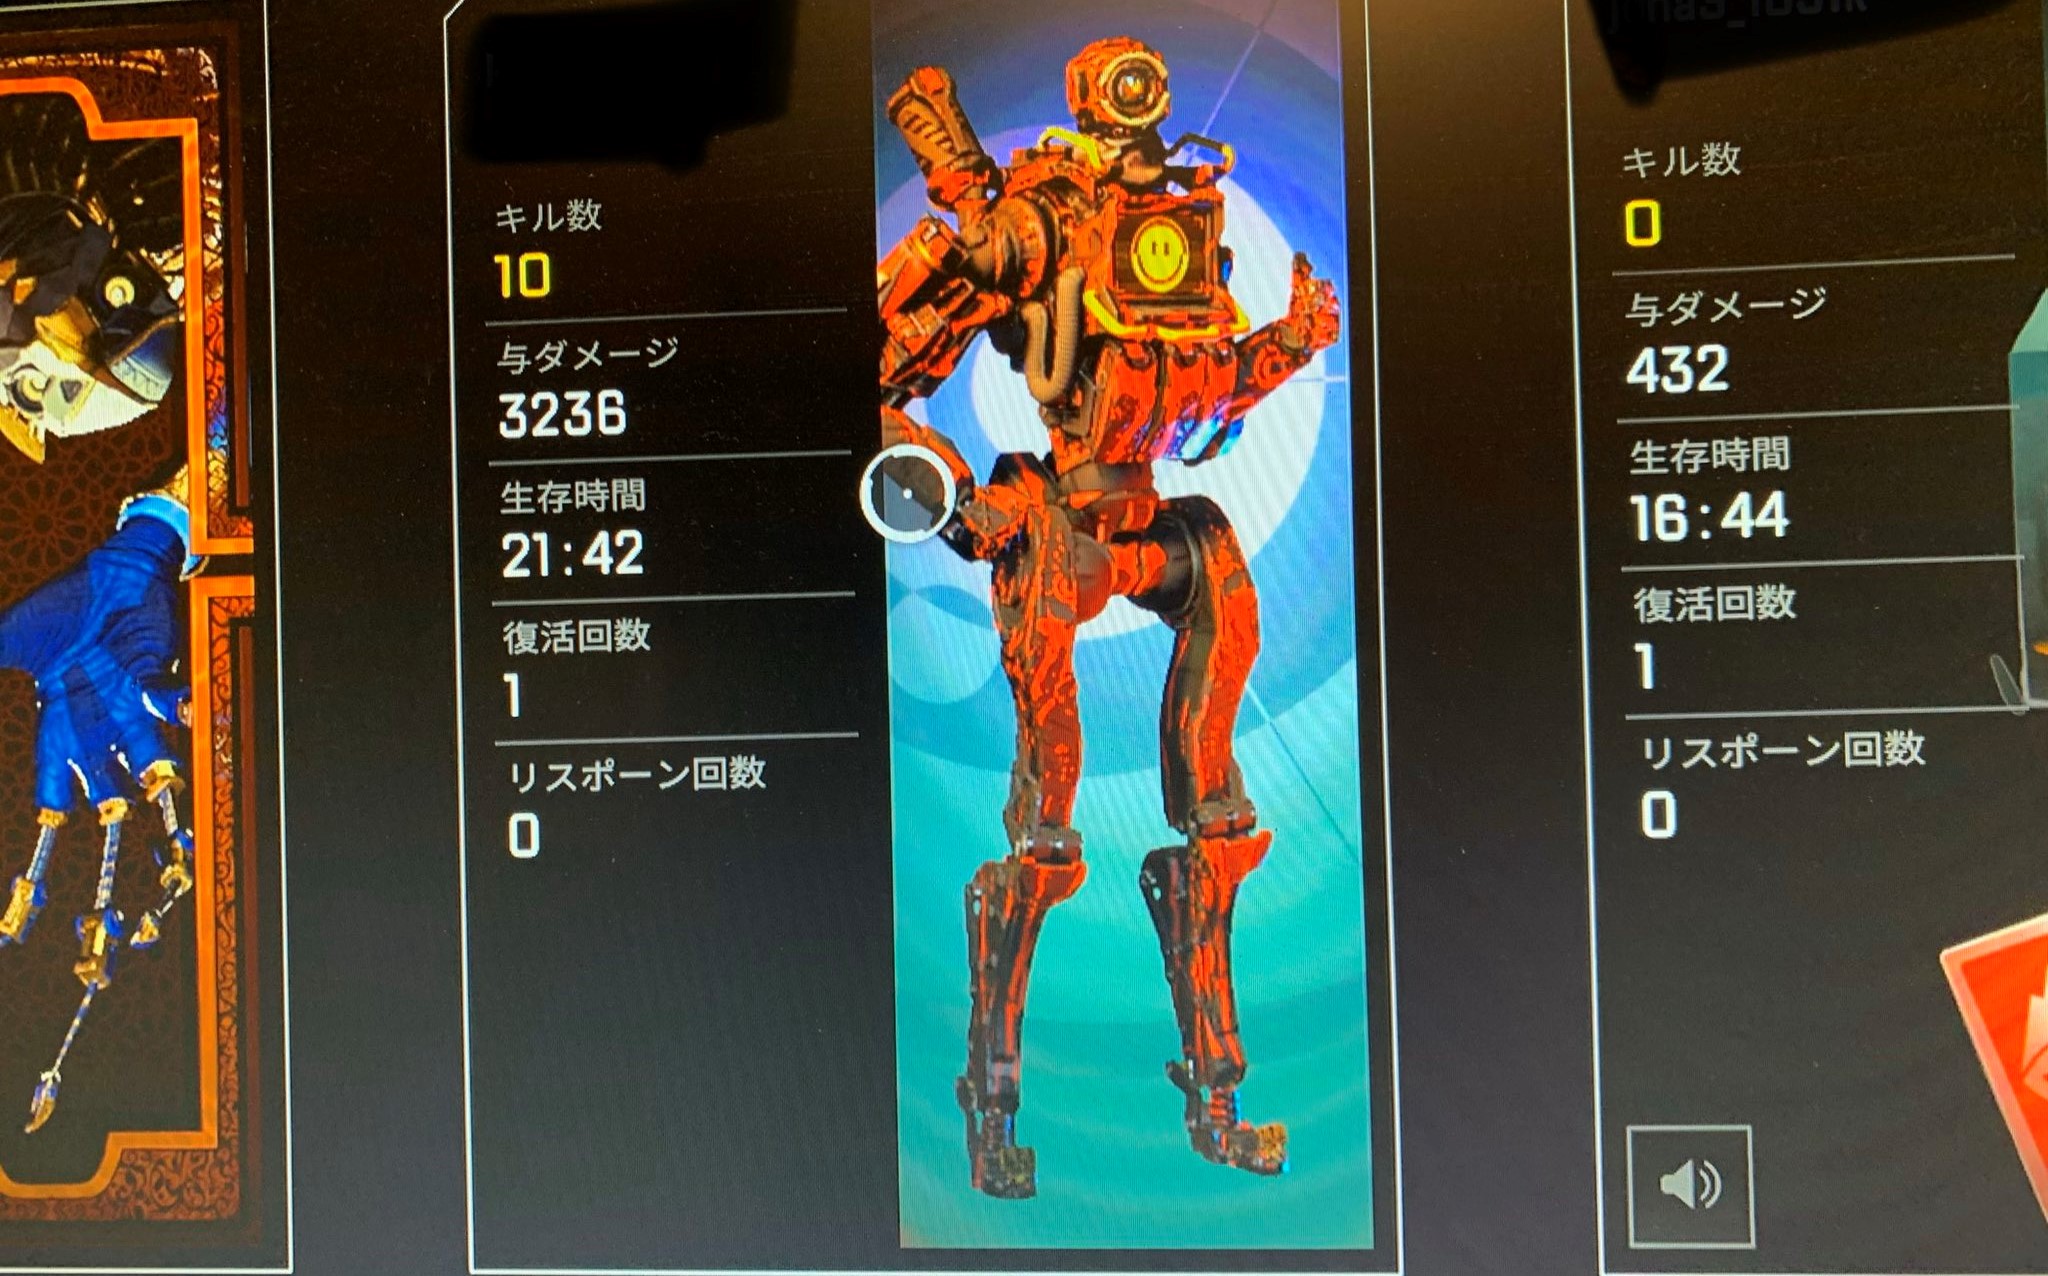 キル数
10
与ダメージ
3236
生存時間
21:42
復活回数
1
リスポーン回数
0
キル数
0
与ダメージ
432
生存時間
16:44
復活回数
1
リスポーン回数
0